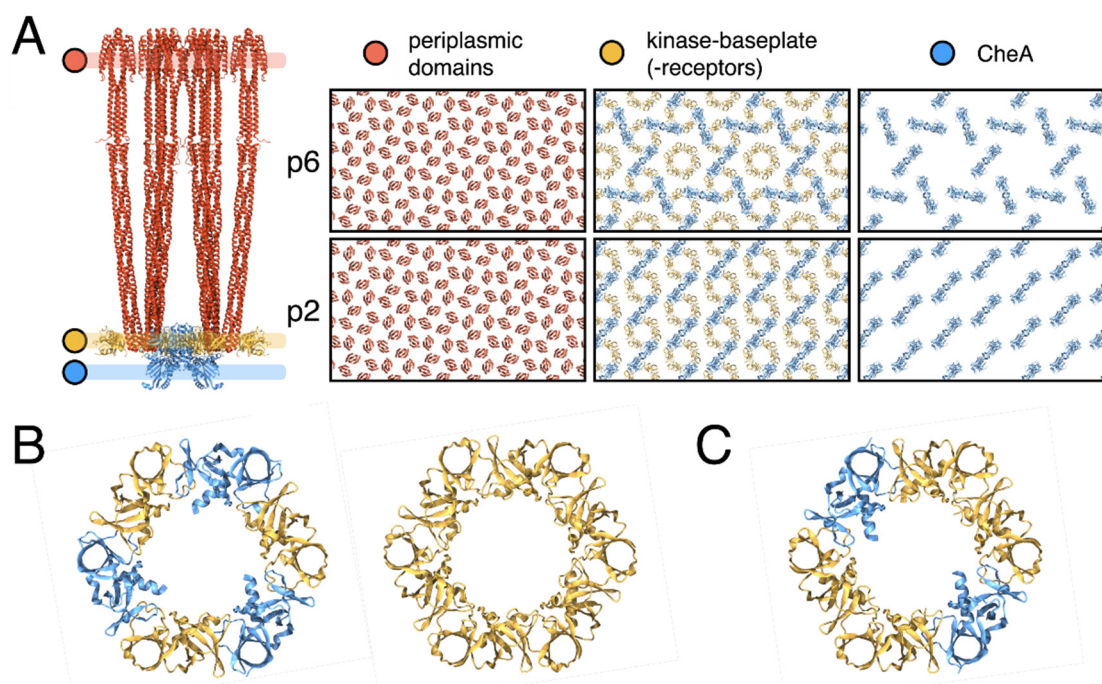 A
periplasmic
domains
kinase-baseplate
(-receptors)
CheA
p6
p2
B
C